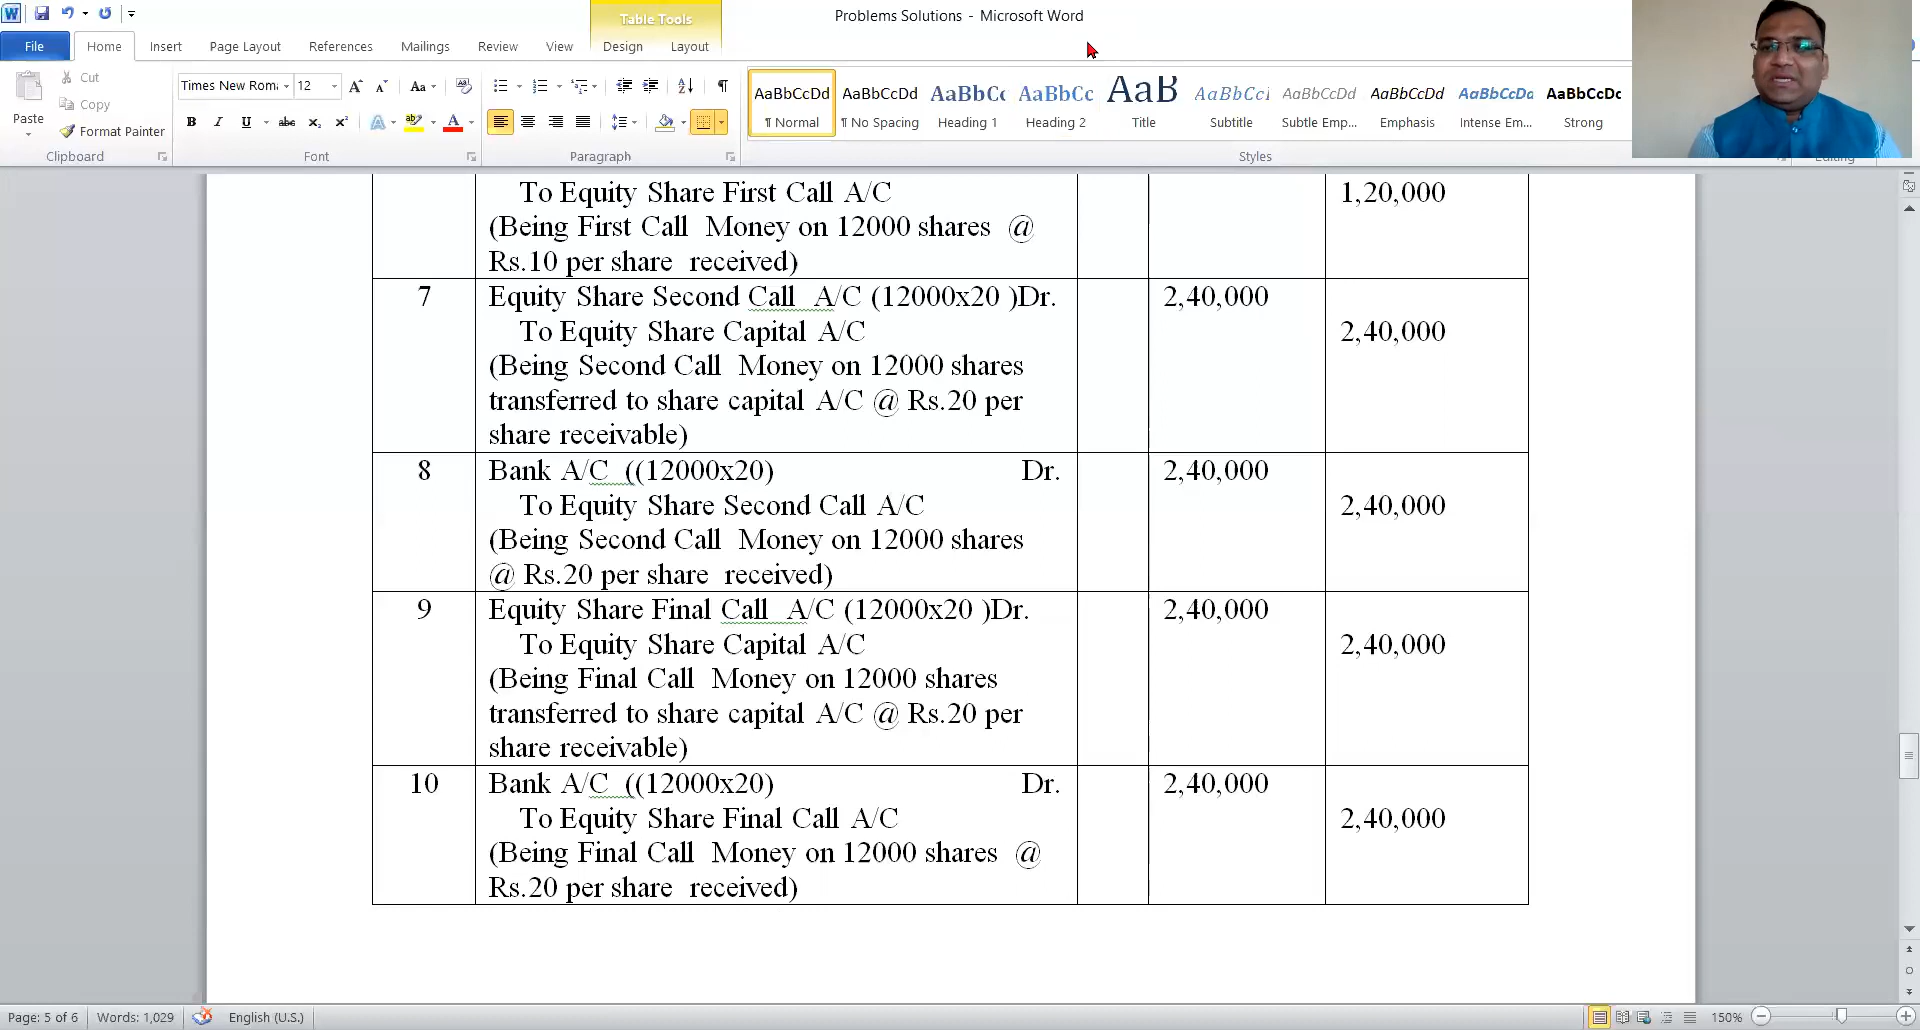 Problems Solutions - Microsoft Word
Table Tools
File Home Insert Page Layout References Mailings Review View Design Layout
Cut
Copy
Format Painter
Paste
Clipboard
Times New Rom 12
Font
Paragraph
AaBbCcDd AaBbCcDd AaBbCc AaBbCc AaB AaBbCcI AaBbCcDd AaBbCcDd AaBbCcDd AaBbCcDc
¶ Normal ¶ No Spacing Heading 1 Heading 2 Title Subtitle Subtle Emp... Emphasis Intense Em... Strong
Styles
Editing
To Equity Share First Call A/C 1,20,000
(Being First Call Money on 12000 shares @
Rs.10 per share received)
7 Equity Share Second Call A/C (12000x20 )Dr. 2,40,000
To Equity Share Capital A/C 2,40,000
(Being Second Call Money on 12000 shares
transferred to share capital A/C @ Rs.20 per
share receivable)
8 Bank A/C ((12000x20) Dr. 2,40,000
To Equity Share Second Call A/C 2,40,000
(Being Second Call Money on 12000 shares
@ Rs.20 per share received)
9 Equity Share Final Call A/C (12000x20 )Dr. 2,40,000
To Equity Share Capital A/C 2,40,000
(Being Final Call Money on 12000 shares
transferred to share capital A/C @ Rs.20 per
share receivable)
10 Bank A/C ((12000x20) Dr. 2,40,000
To Equity Share Final Call A/C 2,40,000
(Being Final Call Money on 12000 shares @
Rs.20 per share received)
Page: 5 of 6 Words: 1,029 English (U.S.) 150%